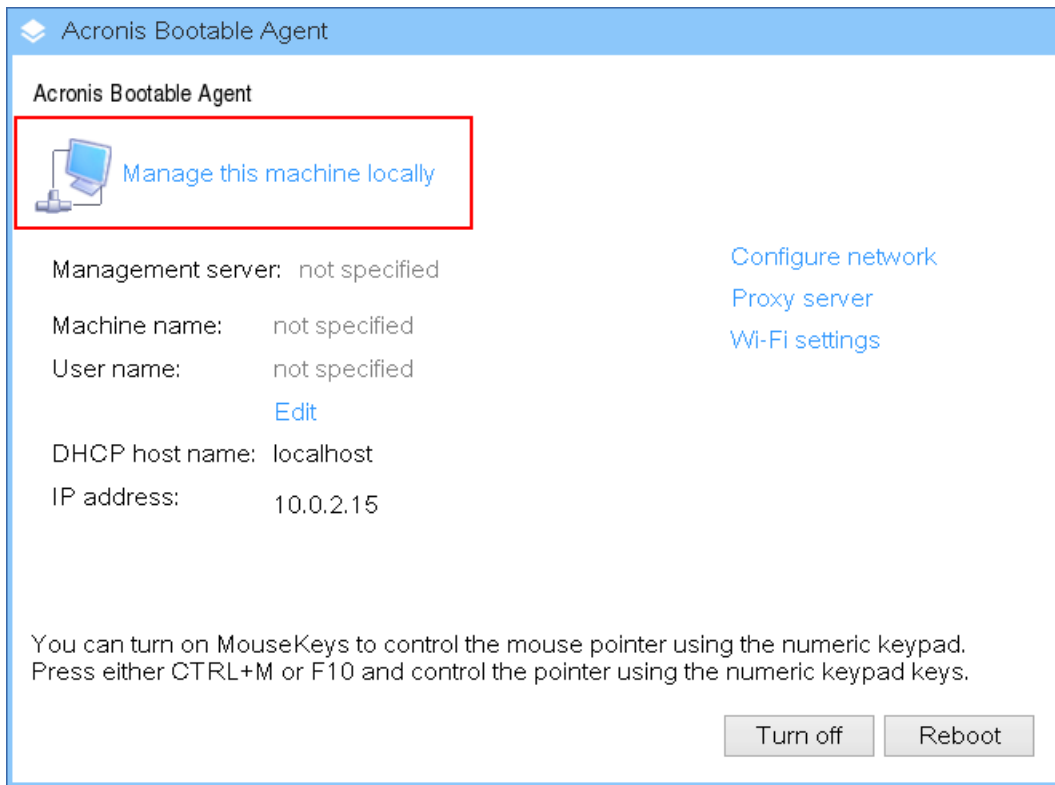 Acronis Bootable Agent
Acronis Bootable Agent
Manage this machine locally
Management server: not specified
Machine name: not specified
User name: not specified
Edit
DHCP host name: localhost
IP address: 10.0.2.15
Configure network
Proxy server
Wi-Fi settings
You can turn on MouseKeys to control the mouse pointer using the numeric keypad.
Press either CTRL+M or F10 and control the pointer using the numeric keypad keys.
Turn off Reboot